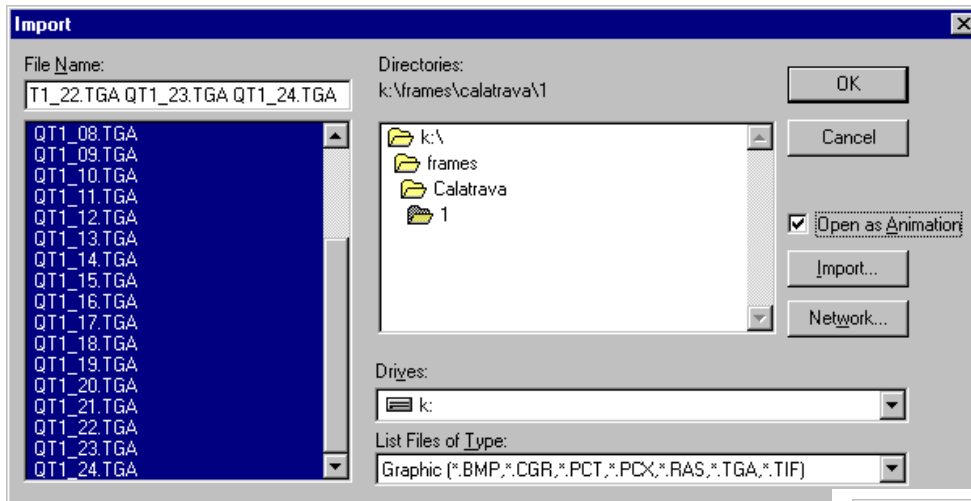 Import
File Name:
T1_22.TGA QT1_23.TGA QT1_24.TGA
QT1_08.TGA
QT1_09.TGA
QT1_10.TGA
QT1_11.TGA
QT1_12.TGA
QT1_13.TGA
QT1_14.TGA
QT1_15.TGA
QT1_16.TGA
QT1_17.TGA
QT1_18.TGA
QT1_19.TGA
QT1_20.TGA
QT1_21.TGA
QT1_22.TGA
QT1_23.TGA
QT1_24.TGA
Directories:
k:\frames\calatrava\1
k:\
frames
Calatrava
1
Drives:
k:
List Files of Type:
Graphic (*.BMP,*.CGR,*.PCT,*.PCX,*.RAS,*.TGA,*.TIF)
OK
Cancel
Open as Animation
Import...
Network...